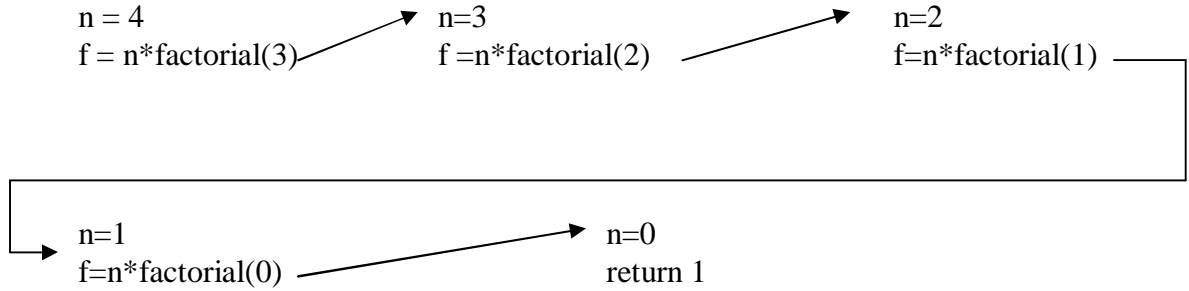 n = 4
f = n*factorial(3)
n=3
f =n*factorial(2)
n=2
f=n*factorial(1)
n=1
f=n*factorial(0)
n=0
return 1